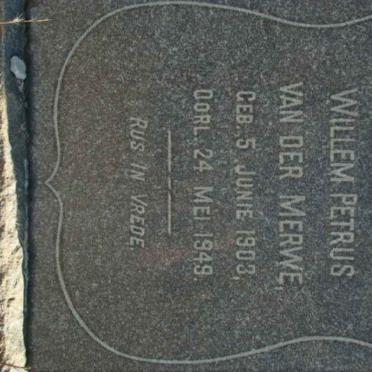 WILLEM PETRUS
VAN DER MERWE,
GEB. 5 JUNIE 1903,
OORL. 24 MEI 1949.
RUS IN VREDE.